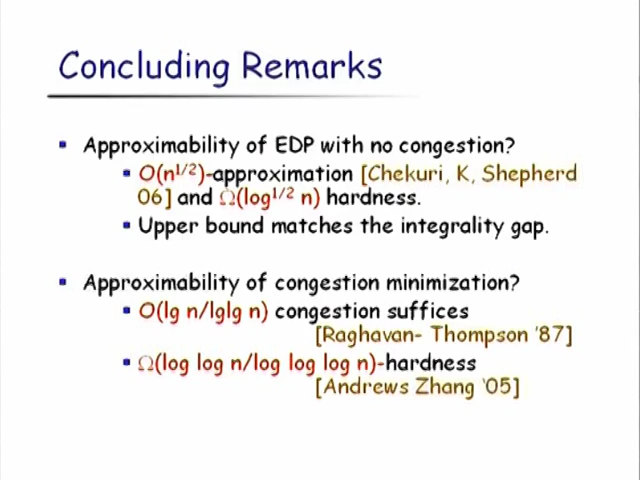 Concluding Remarks
Approximability of EDP with no congestion?
O(n^1/2)-approximation [Chekuri, K, Shepherd
06] and Ω(log^1/2 n) hardness.
Upper bound matches the integrality gap.
Approximability of congestion minimization?
O(lg n/lglg n) congestion suffices
[Raghavan- Thompson '87]
Ω(log log n/log log log n)-hardness
[Andrews Zhang '05]